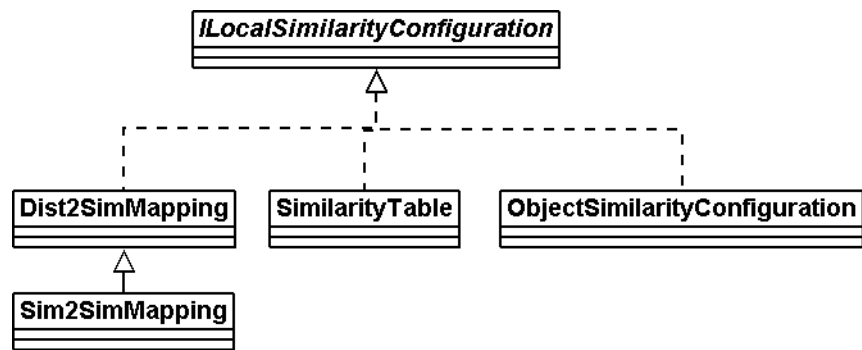 ILocalSimilarityConfiguration
Dist2SimMapping
SimilarityTable
ObjectSimilarityConfiguration
Sim2SimMapping